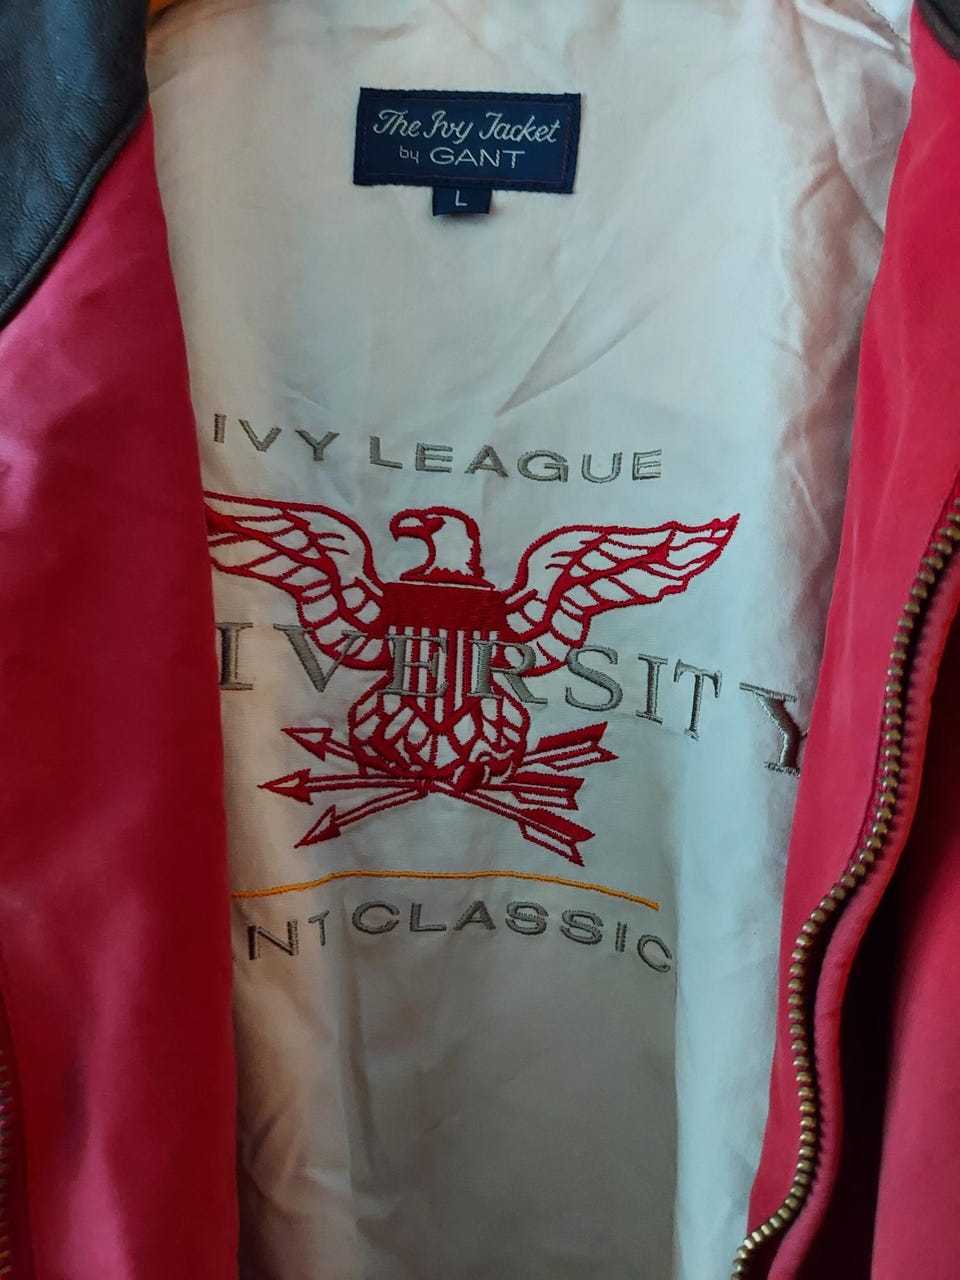 The Ivy Jacket
by GANT
L
IVY LEAGUE
IVERSITY
NT CLASSIC